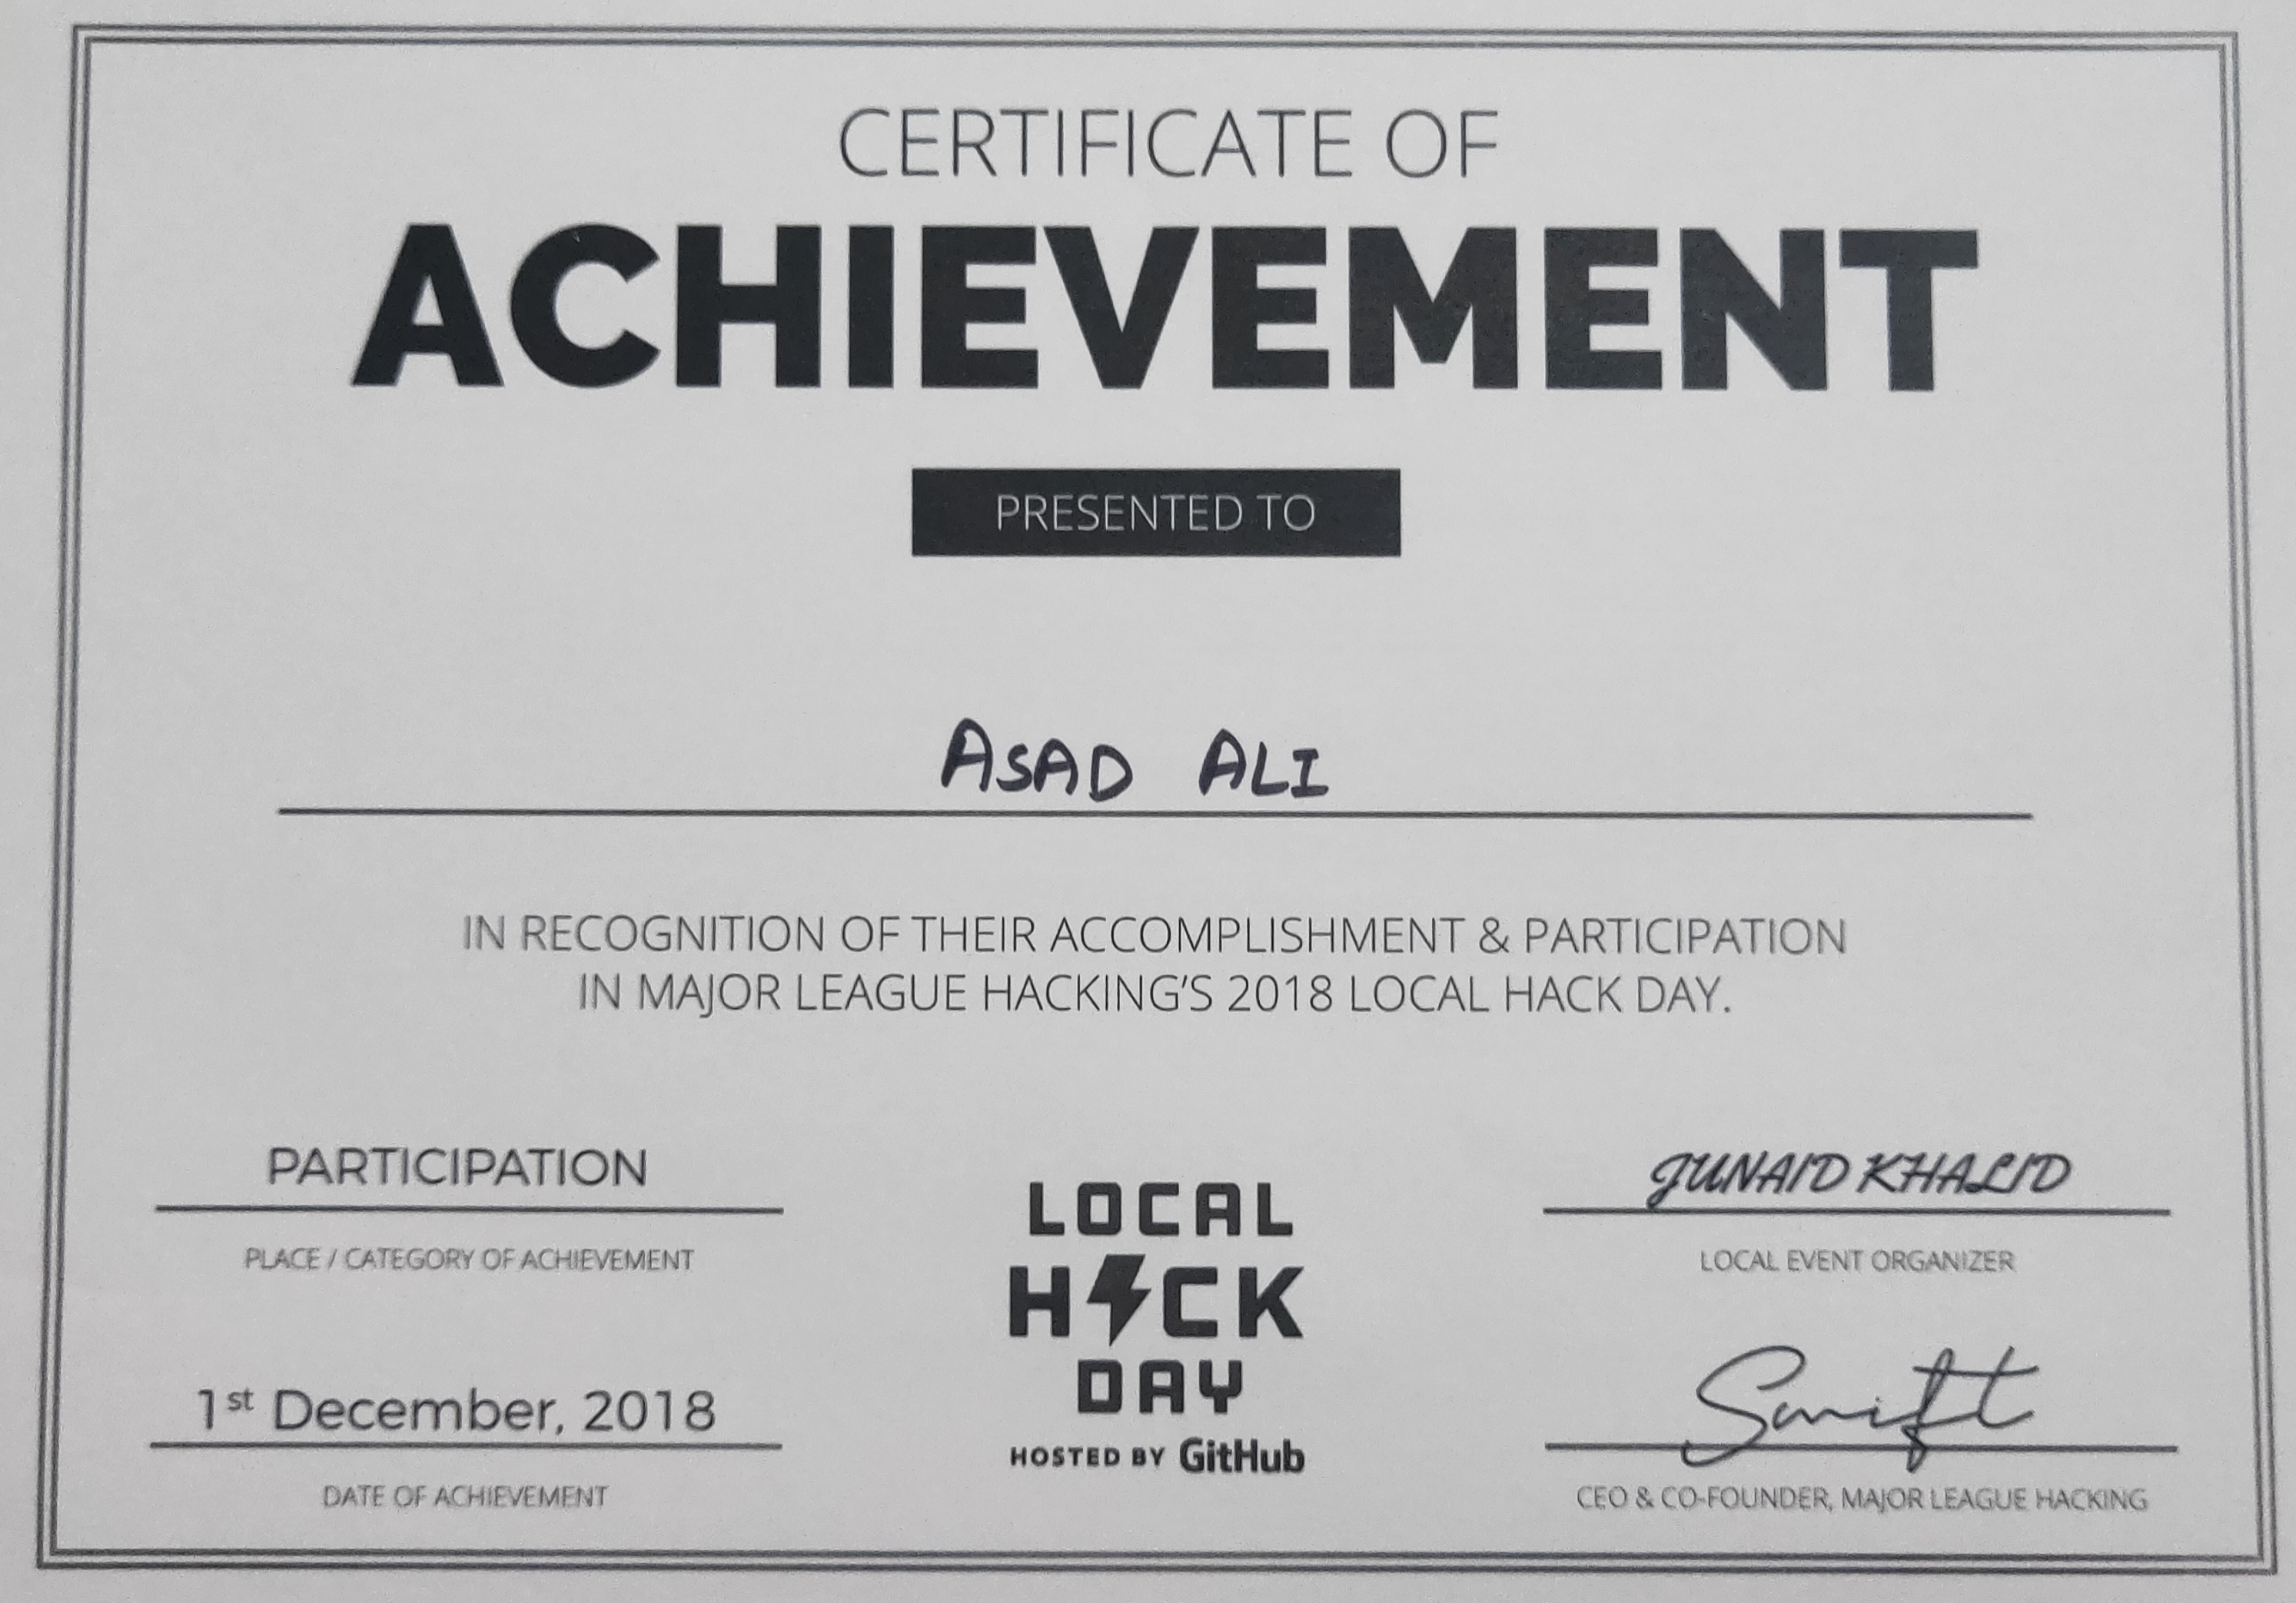 CERTIFICATE OF
ACHIEVEMENT
PRESENTED TO
ASAD ALI
IN RECOGNITION OF THEIR ACCOMPLISHMENT & PARTICIPATION
IN MAJOR LEAGUE HACKING'S 2018 LOCAL HACK DAY.
PARTICIPATION
PLACE / CATEGORY OF ACHIEVEMENT
1st December, 2018
DATE OF ACHIEVEMENT
LOCAL
HACK
DAY
HOSTED BY GitHub
JUNAID KHALID
LOCAL EVENT ORGANIZER
Swift
CEO & CO-FOUNDER, MAJOR LEAGUE HACKING